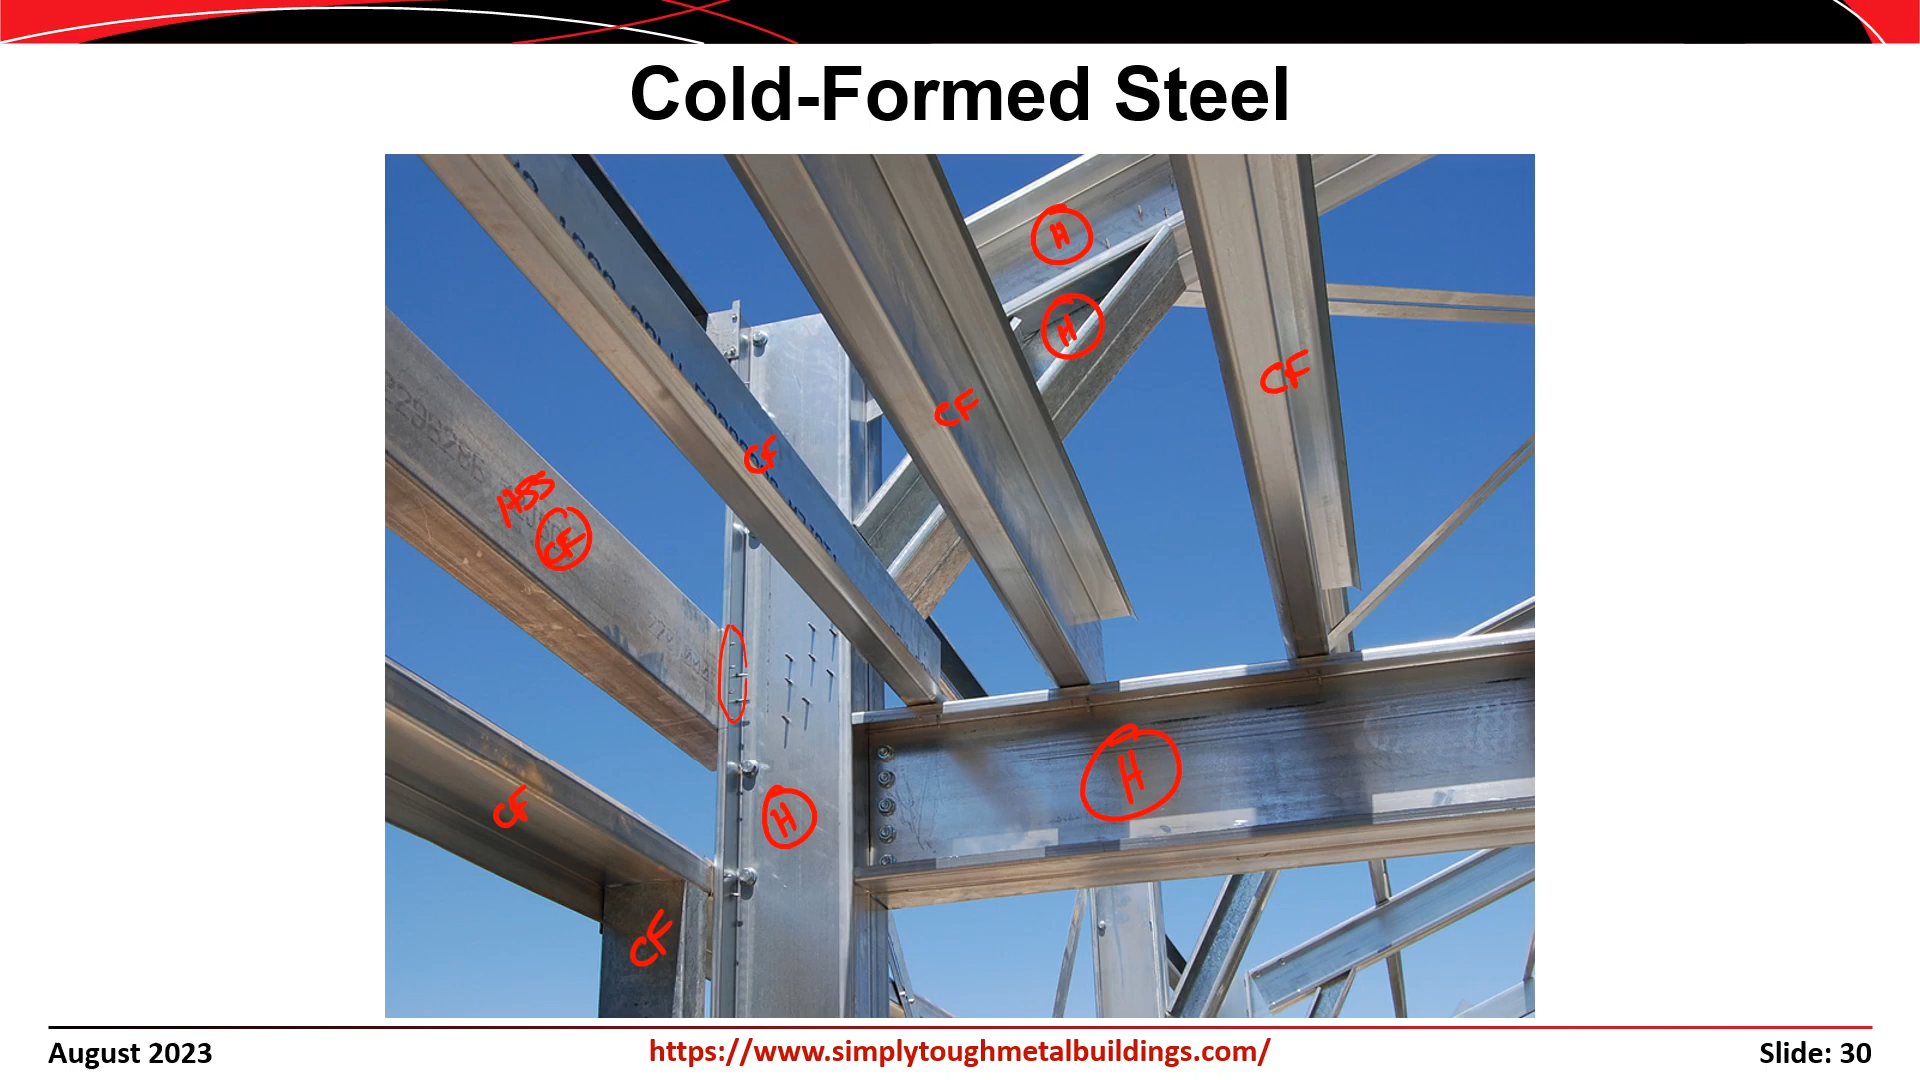 Cold-Formed Steel
H
H
CF
CF
CF
HSS
CF
H
CF
H
CF
August 2023
https://www.simplytoughmetalbuildings.com/
Slide: 30